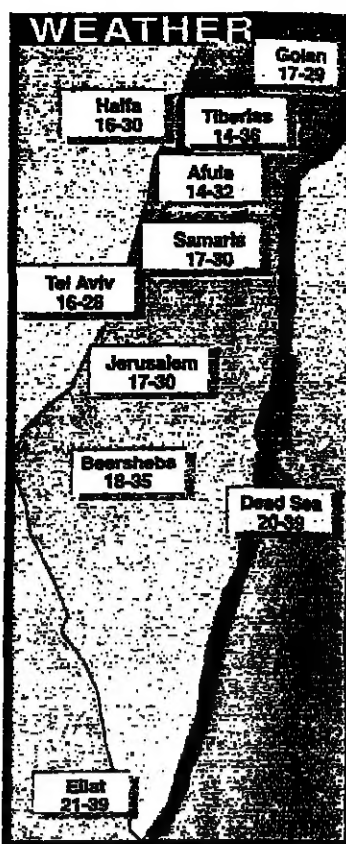 WEATHER
Golan
17-29
Haifa
16-30
Tiberias
14-36
Afula
14-32
Samaria
17-30
Tel Aviv
16-28
Jerusalem
17-30
Beersheba
18-35
Dead Sea
20-39
Eilat
21-39